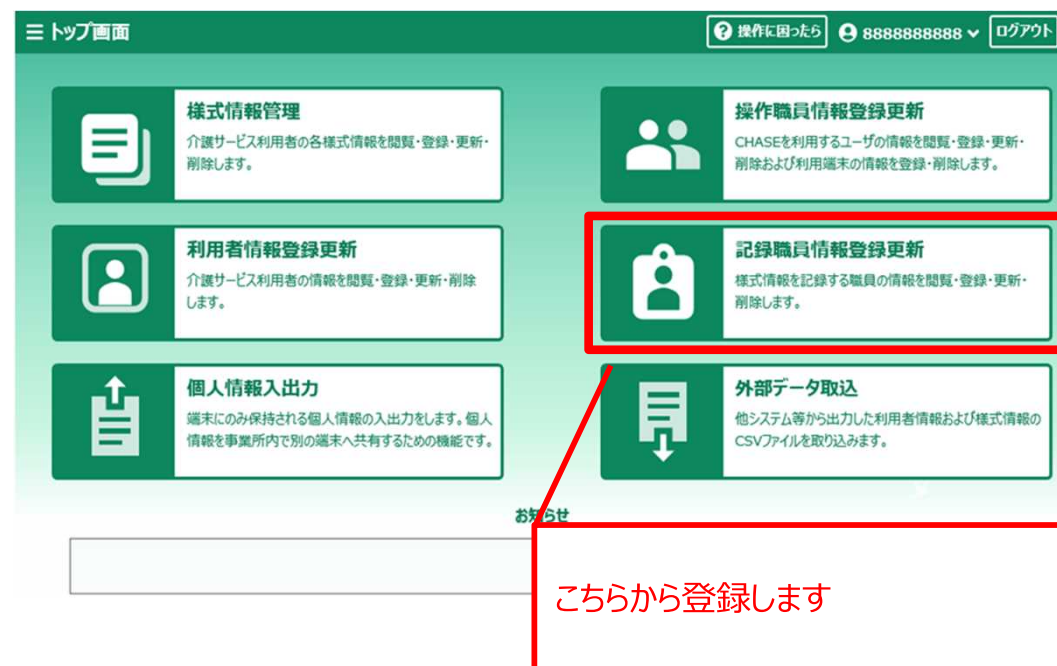 トップ画面
? 操作に困ったら
8888888888
ログアウト
様式情報管理
介護サービス利用者の各様式情報を閲覧・登録・更新・
削除します。
操作職員情報登録更新
CHASEを利用するユーザの情報を閲覧・登録・更新・
削除および利用端末の情報を登録・削除します。
利用者情報登録更新
介護サービス利用者の情報を閲覧・登録・更新・削除
します。
記録職員情報登録更新
様式情報を記録する職員の情報を閲覧・登録・更新・
削除します。
個人情報入出力
端末にのみ保持される個人情報の入出力をします。個人
情報を事業所内で別の端末へ共有するための機能です。
外部データ取込
他システム等から出力した利用者情報および様式情報の
CSVファイルを取り込みます。
お知らせ
こちらから登録します